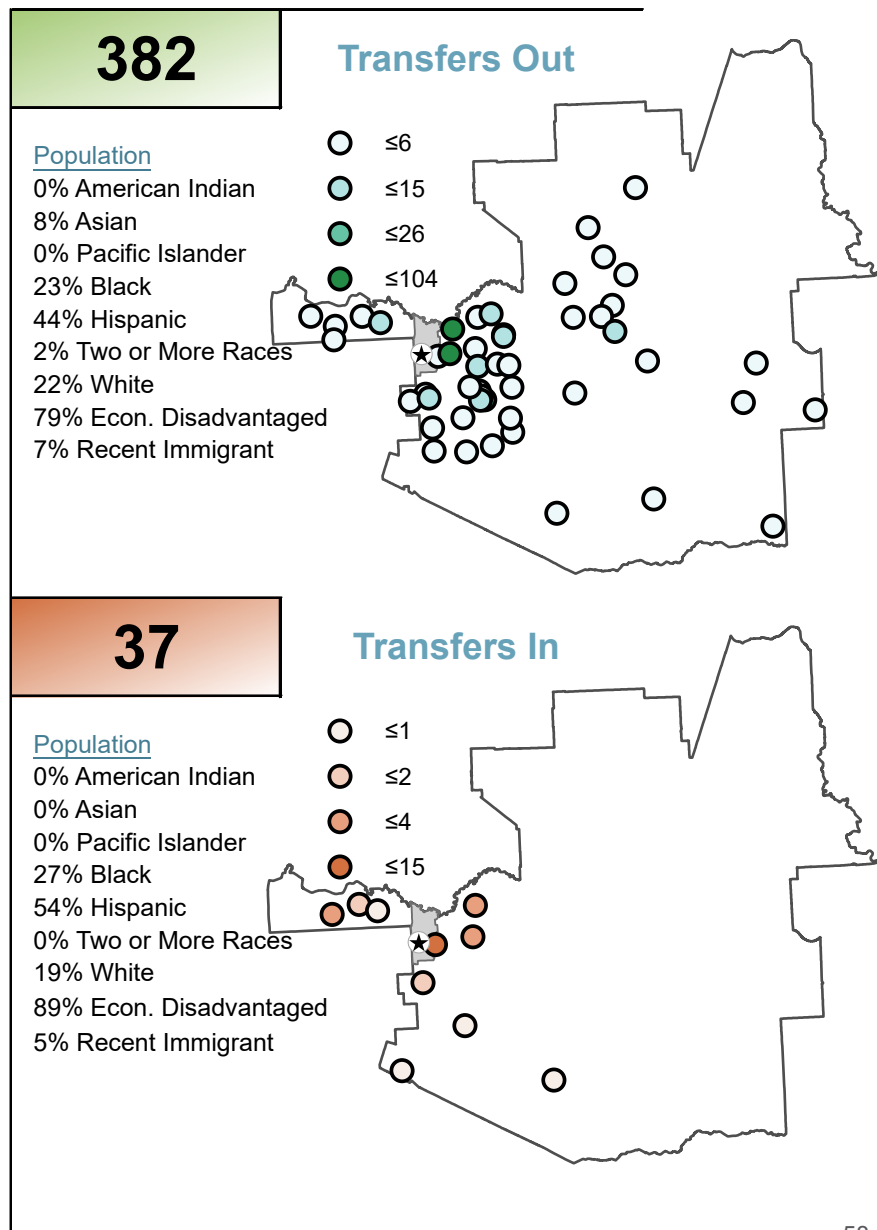 382
Transfers Out
Population
0% American Indian
8% Asian
0% Pacific Islander
23% Black
44% Hispanic
2% Two or More Races
22% White
79% Econ. Disadvantaged
7% Recent Immigrant
≤6
≤15
≤26
≤104
37
Transfers In
Population
0% American Indian
0% Asian
0% Pacific Islander
27% Black
54% Hispanic
0% Two or More Races
19% White
89% Econ. Disadvantaged
5% Recent Immigrant
≤1
≤2
≤4
≤15